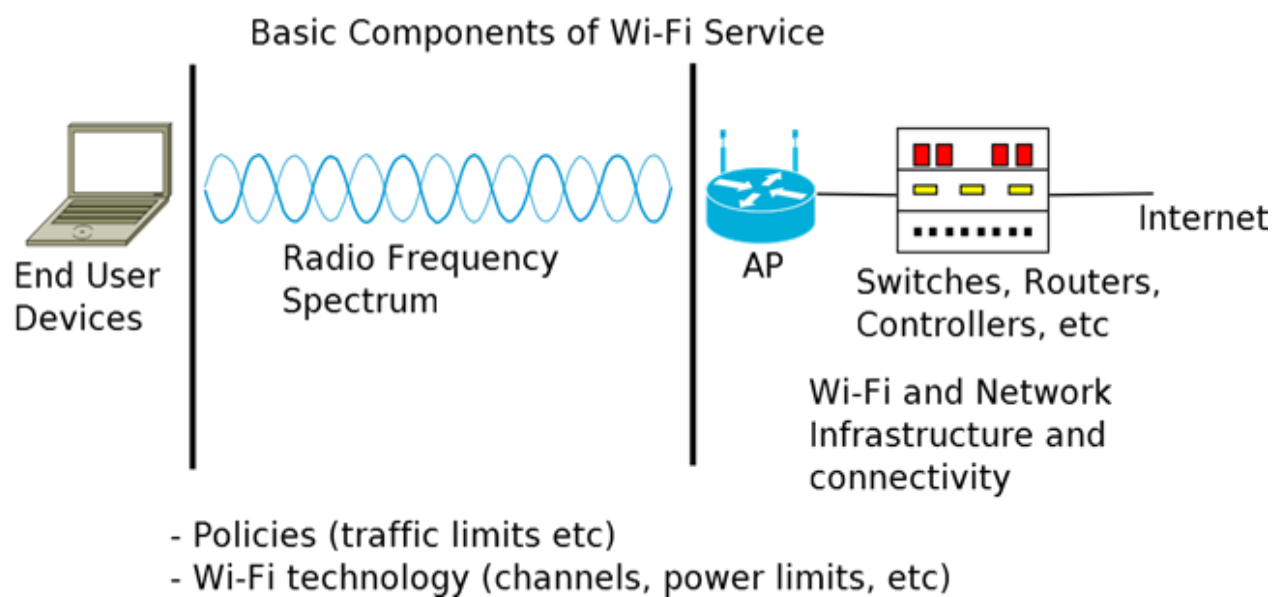 Basic Components of Wi-Fi Service
End User
Devices
Radio Frequency
Spectrum
AP
Internet
Switches, Routers,
Controllers, etc
Wi-Fi and Network
Infrastructure and
connectivity
- Policies (traffic limits etc)
- Wi-Fi technology (channels, power limits, etc)